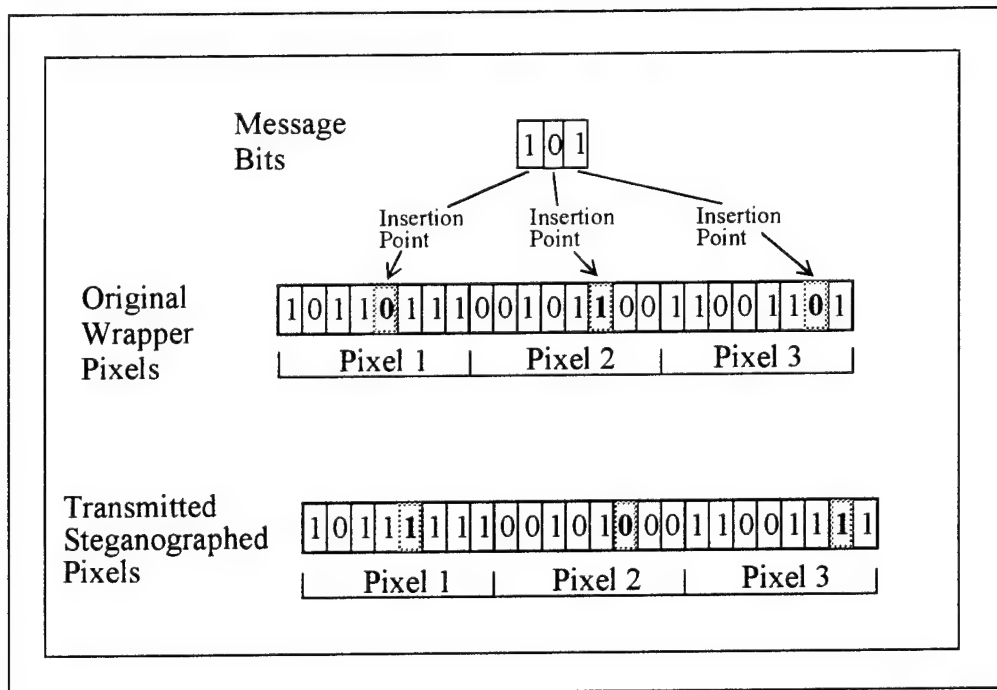 Message
Bits
1 0 1
Insertion
Point
Insertion
Point
Insertion
Point
Original
Wrapper
Pixels
1 0 1 1 0 1 1 1 0 0 1 0 1 1 0 0 1 1 0 0 1 1 0 1
Pixel 1 Pixel 2 Pixel 3
Transmitted
Steganographed
Pixels
1 0 1 1 1 1 1 1 0 0 1 0 1 0 0 0 1 1 0 0 1 1 1 1
Pixel 1 Pixel 2 Pixel 3